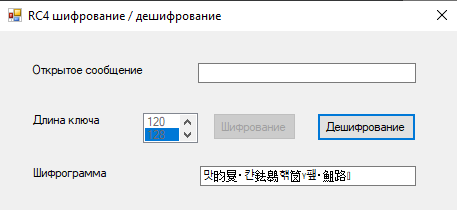 RC4 шифрование / дешифрование
Открытое сообщение
Длина ключа 120 Шифрование Дешифрование
128
Шифрограмма